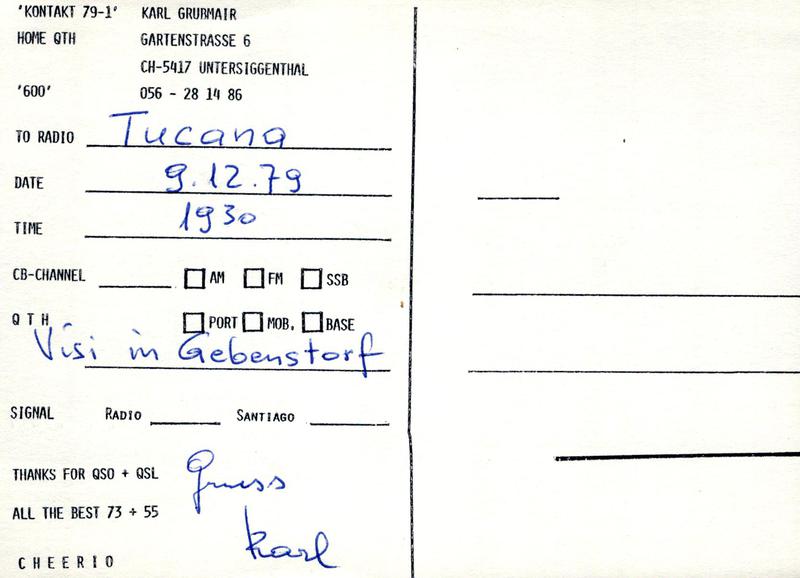 'KONTAKT 79-1' KARL GRUBMAIR
HOME QTH GARTENSTRASSE 6
CH-5417 UNTERSIGGENTHAL
'600' 056 - 28 14 86
TO RADIO Tucana
DATE 9.12.79
TIME 1930
CB-CHANNEL AM FM SSB
QTH PORT MOB. BASE
Visi in Gebenstorf
SIGNAL RADIO SANTIAGO
THANKS FOR QSO + QSL Gruss
ALL THE BEST 73 + 55 Karl
CHEERIO